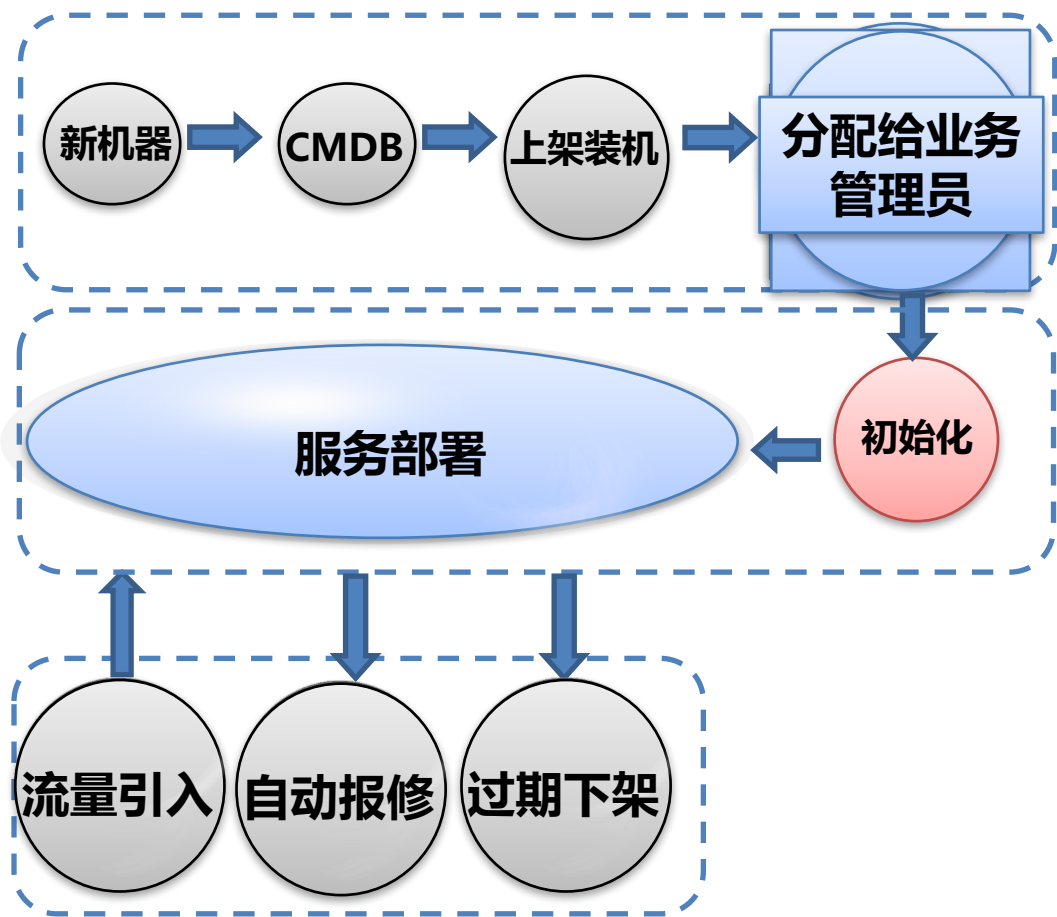 新机器
CMDB
上架装机
分配给业务
管理员
服务部署
初始化
流量引入
自动报修
过期下架